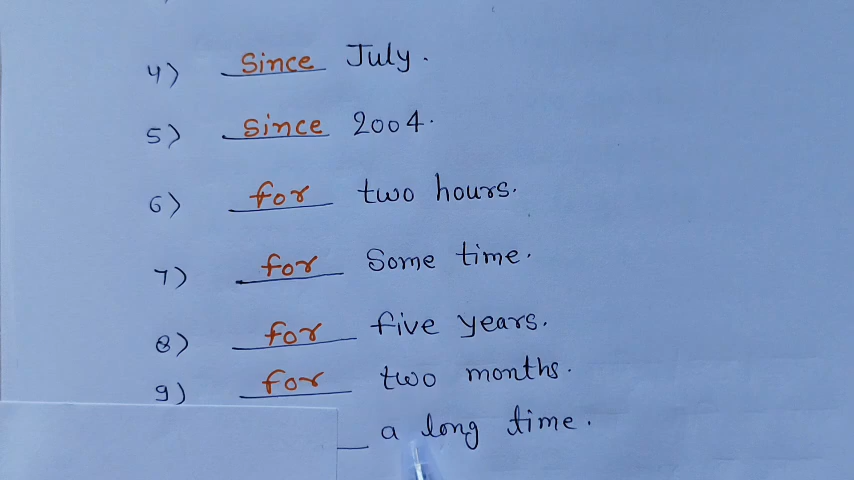 4) Since July.
5) Since 2004.
6) for two hours.
7) for Some time.
8) for five years.
9) for two months.
a long time.